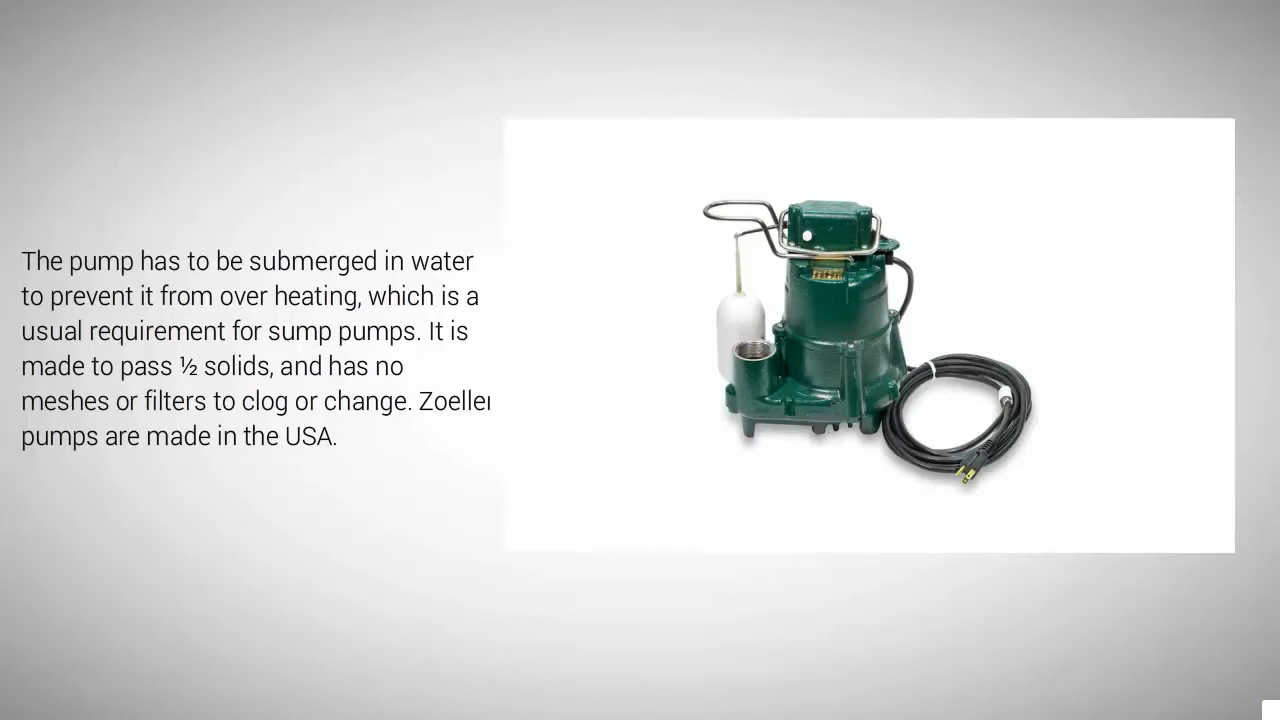 The pump has to be submerged in water
to prevent it from over heating, which is a
usual requirement for sump pumps. It is
made to pass ½ solids, and has no
meshes or filters to clog or change. Zoeller
pumps are made in the USA.